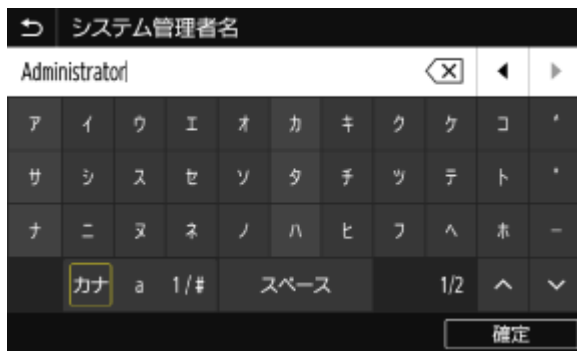 システム管理者名
Administrator
ア イ ウ エ オ カ キ ク ケ コ ゛
サ シ ス セ ソ タ チ ツ テ ト ゜
ナ ニ ヌ ネ ノ ハ ヒ フ ヘ ホ ー
カナ a 1/# スペース 1/2
確定